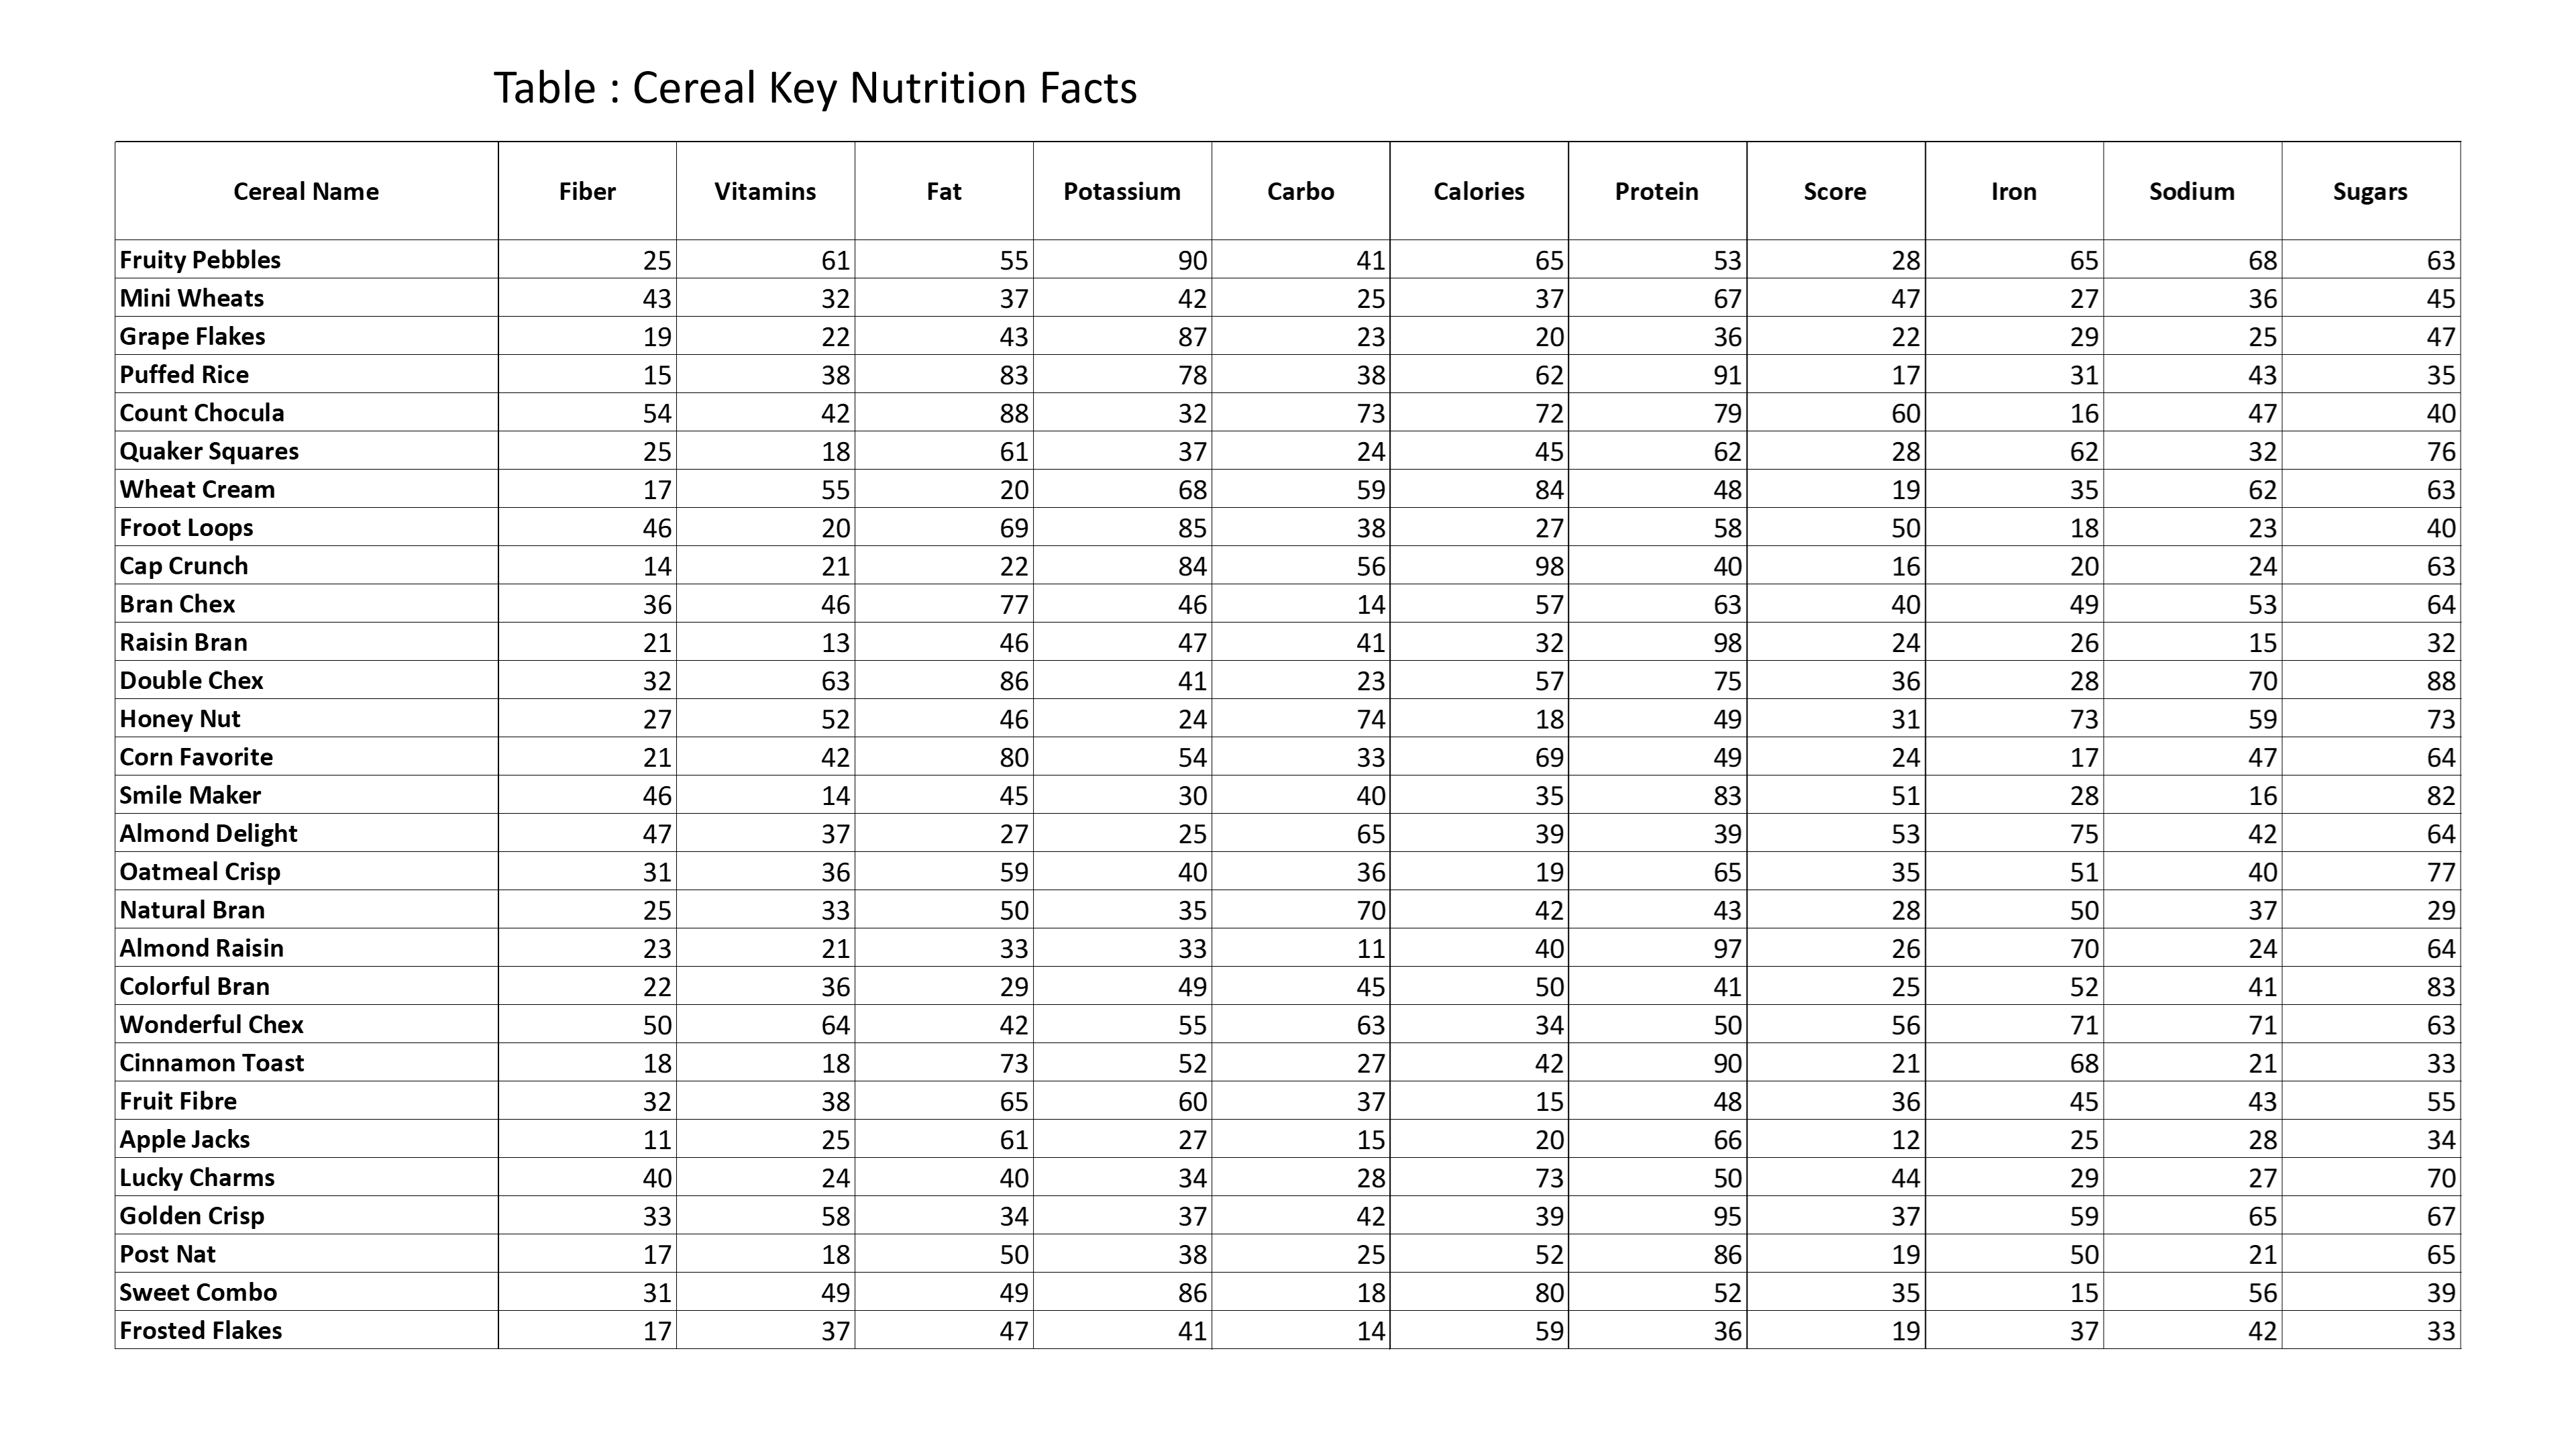 Table : Cereal Key Nutrition Facts
Cereal Name Fiber Vitamins Fat Potassium Carbo Calories Protein Score Iron Sodium Sugars
Fruity Pebbles 25 61 55 90 41 65 53 28 65 68 63
Mini Wheats 43 32 37 42 25 37 67 47 27 36 45
Grape Flakes 19 22 43 87 23 20 36 22 29 25 47
Puffed Rice 15 38 83 78 38 62 91 17 31 43 35
Count Chocula 54 42 88 32 73 72 79 60 16 47 40
Quaker Squares 25 18 61 37 24 45 62 28 62 32 76
Wheat Cream 17 55 20 68 59 84 48 19 35 62 63
Froot Loops 46 20 69 85 38 27 58 50 18 23 40
Cap Crunch 14 21 22 84 56 98 40 16 20 24 63
Bran Chex 36 46 77 46 14 57 63 40 49 53 64
Raisin Bran 21 13 46 47 41 32 98 24 26 15 32
Double Chex 32 63 86 41 23 57 75 36 28 70 88
Honey Nut 27 52 46 24 74 18 49 31 73 59 73
Corn Favorite 21 42 80 54 33 69 49 24 17 47 64
Smile Maker 46 14 45 30 40 35 83 51 28 16 82
Almond Delight 47 37 27 25 65 39 39 53 75 42 64
Oatmeal Crisp 31 36 59 40 36 19 65 35 51 40 77
Natural Bran 25 33 50 35 70 42 43 28 50 37 29
Almond Raisin 23 21 33 33 11 40 97 26 70 24 64
Colorful Bran 22 36 29 49 45 50 41 25 52 41 83
Wonderful Chex 50 64 42 55 63 34 50 56 71 71 63
Cinnamon Toast 18 18 73 52 27 42 90 21 68 21 33
Fruit Fibre 32 38 65 60 37 15 48 36 45 43 55
Apple Jacks 11 25 61 27 15 20 66 12 25 28 34
Lucky Charms 40 24 40 34 28 73 50 44 29 27 70
Golden Crisp 33 58 34 37 42 39 95 37 59 65 67
Post Nat 17 18 50 38 25 52 86 19 50 21 65
Sweet Combo 31 49 49 86 18 80 52 35 15 56 39
Frosted Flakes 17 37 47 41 14 59 36 19 37 42 33